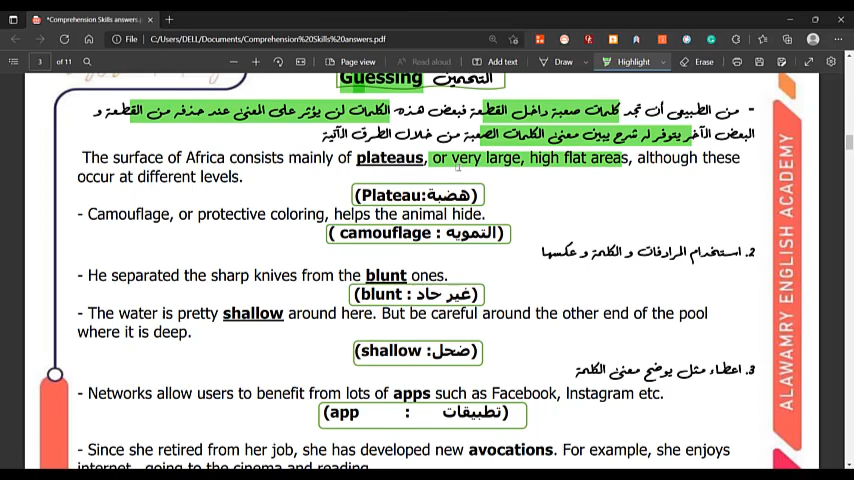 *Comprehension Skills answers.p
File
C:/Users/DELL/Documents/Comprehension%20Skills%20answers.pdf
3 of 11
Page view
Read aloud
Add text
Draw
Highlight
Erase
Guessing التخمين
- من الطبيعى أن تجد كلمات صعبة داخل القطعة فبعض هذه الكلمات لن يؤثر على المعنى عند حذفه من القطعة و
البعض الآخر يتوفر له شرح يبين معنى الكلمات الصعبة من خلال الطرق الآتية
The surface of Africa consists mainly of plateaus, or very large, high flat areas, although these
occur at different levels.
(Plateau:هضبة)
- Camouflage, or protective coloring, helps the animal hide.
(التمويه : camouflage )
2. استخدام المرادفات و الكلمة و عكسها
- He separated the sharp knives from the blunt ones.
(غير حاد : blunt)
- The water is pretty shallow around here. But be careful around the other end of the pool
where it is deep.
(ضحل :shallow)
3. اعطاء مثل يوضح معنى الكلمة
- Networks allow users to benefit from lots of apps such as Facebook, Instagram etc.
(تطبيقات : app)
- Since she retired from her job, she has developed new avocations. For example, she enjoys
internet, going to the cinema and reading.
ALAWAMRY ENGLISH ACADEMY